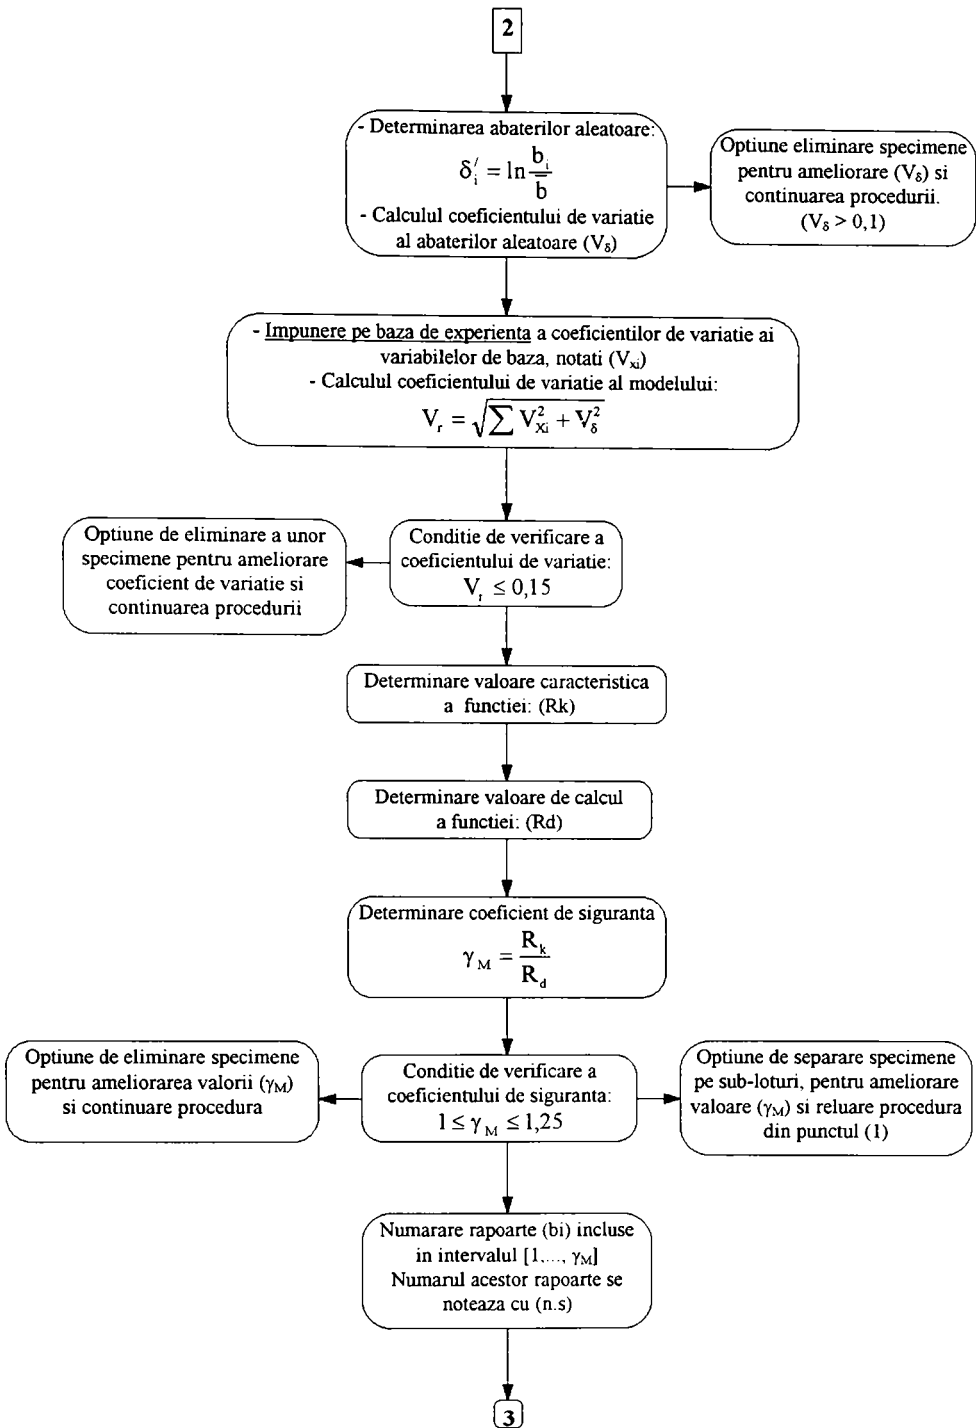 2
- Determinarea abaterilor aleatoare:
δ′i = ln bi / b̄
- Calculul coeficientului de variatie
al abaterilor aleatoare (Vδ)
Optiune eliminare specimene
pentru ameliorare (Vδ) si
continuarea procedurii.
(Vδ > 0,1)
- Impunere pe baza de experienta a coeficientilor de variatie ai
variabilelor de baza, notati (Vxi)
- Calculul coeficientului de variatie al modelului:
Vr = √(∑ V²Xi + V²δ)
Optiune de eliminare a unor
specimene pentru ameliorare
coeficient de variatie si
continuarea procedurii
Conditie de verificare a
coeficientului de variatie:
Vr ≤ 0,15
Determinare valoare caracteristica
a functiei: (Rk)
Determinare valoare de calcul
a functiei: (Rd)
Determinare coeficient de siguranta
γM = Rk / Rd
Optiune de eliminare specimene
pentru ameliorarea valorii (γM)
si continuare procedura
Conditie de verificare a
coeficientului de siguranta:
1 ≤ γM ≤ 1,25
Optiune de separare specimene
pe sub-loturi, pentru ameliorare
valoare (γM) si reluare procedura
din punctul (1)
Numarare rapoarte (bi) incluse
in intervalul [1,..., γM]
Numarul acestor rapoarte se
noteaza cu (n.s)
3